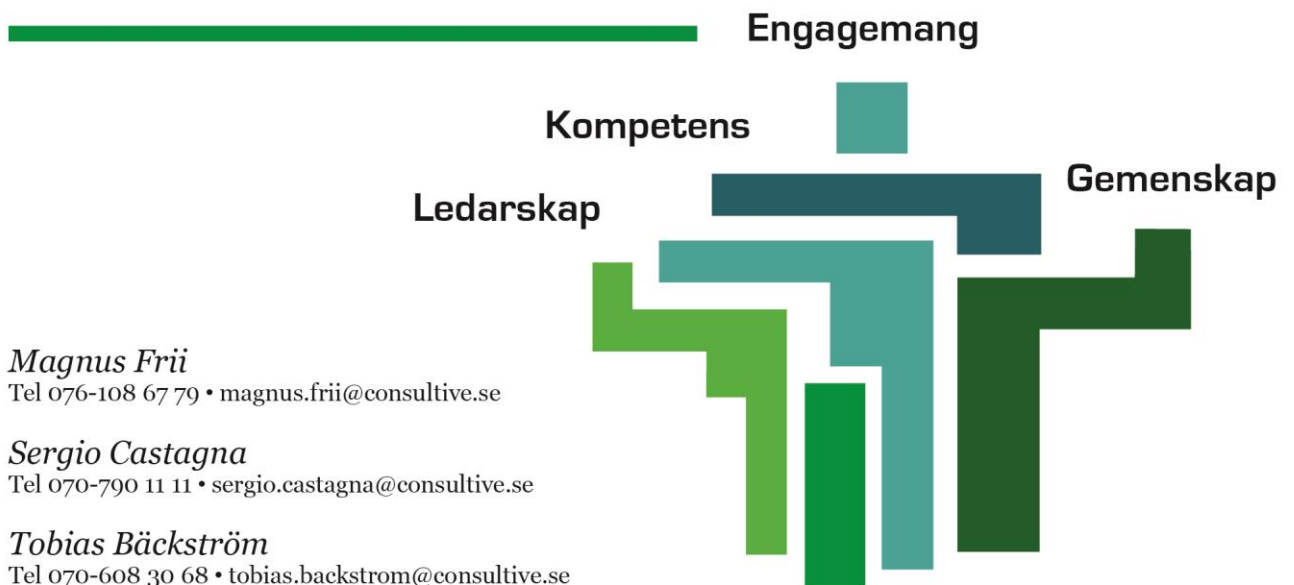 Engagemang
Kompetens
Gemenskap
Ledarskap
Magnus Frii
Tel 076-108 67 79 • magnus.frii@consultive.se
Sergio Castagna
Tel 070-790 11 11 • sergio.castagna@consultive.se
Tobias Bäckström
Tel 070-608 30 68 • tobias.backstrom@consultive.se